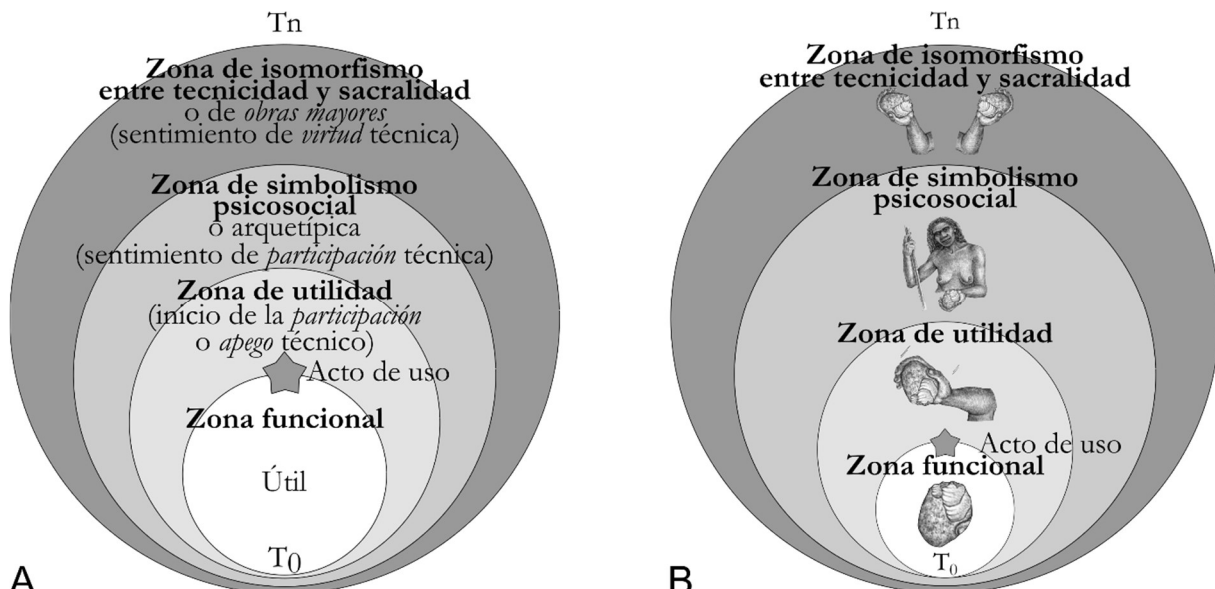 Tn
Zona de isomorfismo
entre tecnicidad y sacralidad
o de obras mayores
(sentimiento de virtud técnica)
Zona de simbolismo
psicosocial
o arquetípica
(sentimiento de participación técnica)
Zona de utilidad
(inicio de la participación
o apego técnico)
Acto de uso
Zona funcional
Útil
T0
A
Tn
Zona de isomorfismo
entre tecnicidad y sacralidad
Zona de simbolismo
psicosocial
Zona de utilidad
Acto de uso
Zona funcional
T0
B